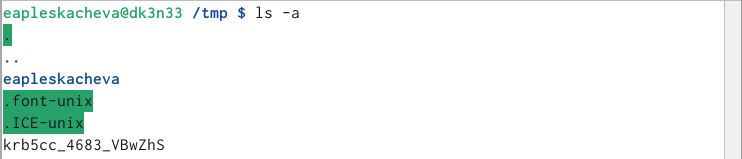 eapleskacheva@dk3n33 /tmp $ ls -a
.
..
eapleskacheva
.font-unix
.ICE-unix
krb5cc_4683_VBwZhS